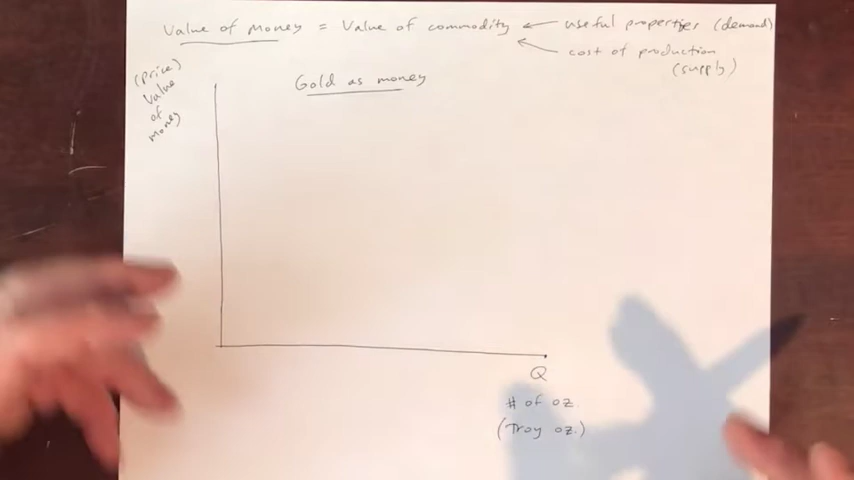 Value of money = Value of commodity ← useful properties (demand)
← cost of production
(supply)
(price)
Value
of
money
Gold as money
Q
# of oz.
(Troy oz.)